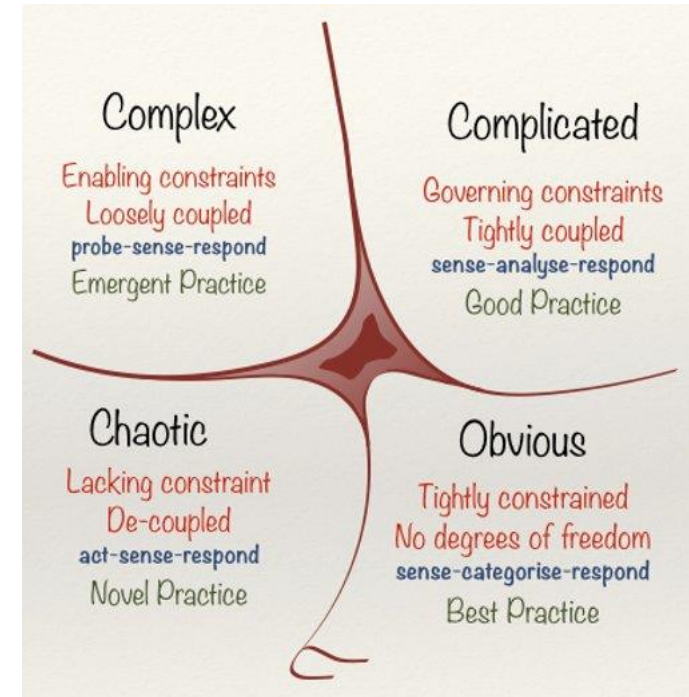 Complex
Enabling constraints
Loosely coupled
probe-sense-respond
Emergent Practice
Complicated
Governing constraints
Tightly coupled
sense-analyse-respond
Good Practice
Chaotic
Lacking constraint
De-coupled
act-sense-respond
Novel Practice
Obvious
Tightly constrained
No degrees of freedom
sense-categorise-respond
Best Practice